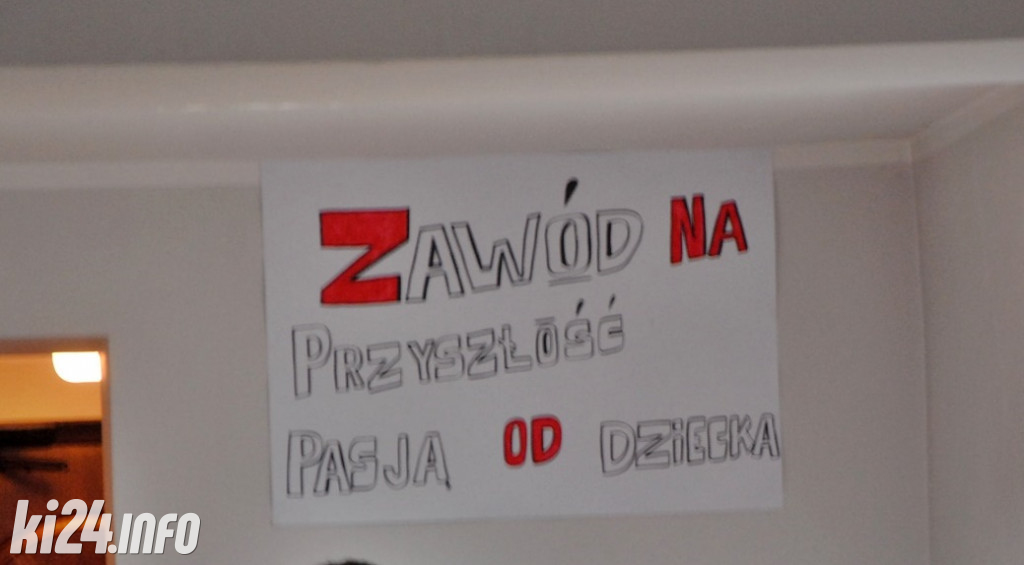 ZAWÓD NA
PRZYSZŁOŚĆ
PASJA OD DZIECKA
ki24.info